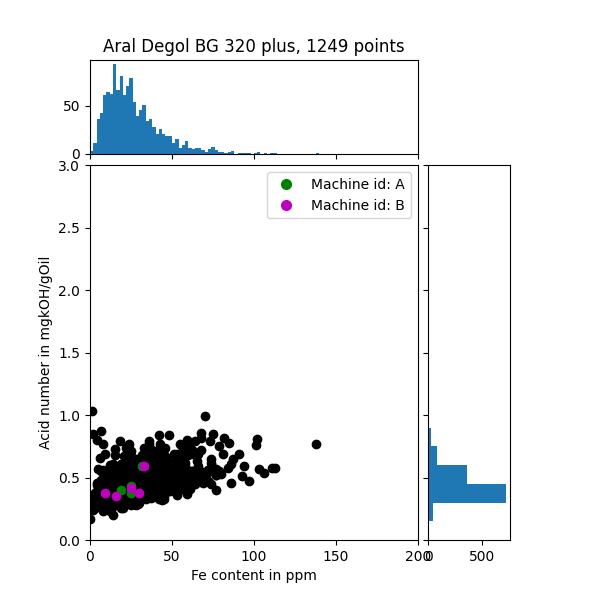 Aral Degol BG 320 plus, 1249 points
50
0
3.0
2.5
2.0
1.5
1.0
0.5
0.0
Acid number in mgkOH/gOil
Machine id: A
Machine id: B
0 50 100 150 200
0 500
Fe content in ppm